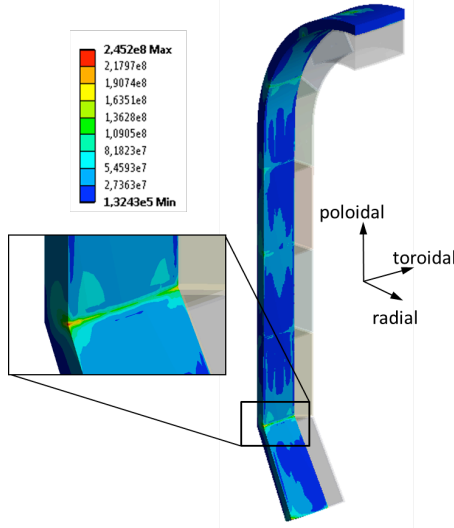 2,452e8 Max
2,1797e8
1,9074e8
1,6351e8
1,3628e8
1,0905e8
8,1823e7
5,4593e7
2,7363e7
1,3243e5 Min
poloidal
toroidal
radial